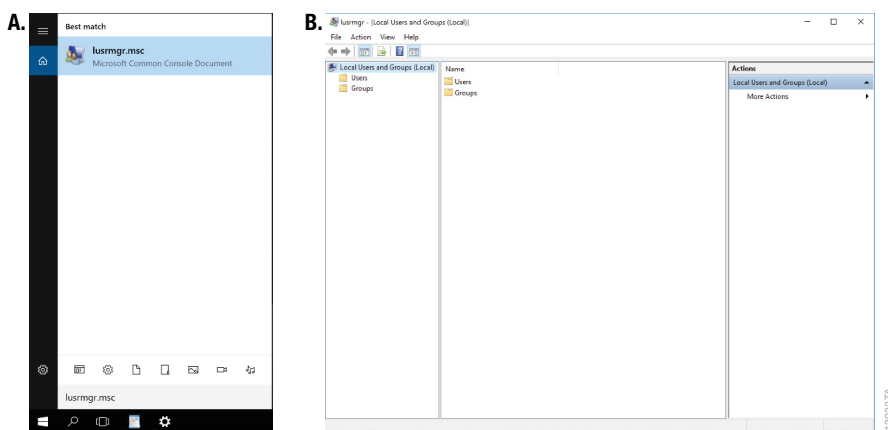 A.
Best match
lusrmgr.msc
Microsoft Common Console Document
lusrmgr.msc
B.
lusrmgr - [Local Users and Groups (Local)]
File Action View Help
Local Users and Groups (Local)
Users
Groups
Name
Users
Groups
Actions
Local Users and Groups (Local)
More Actions